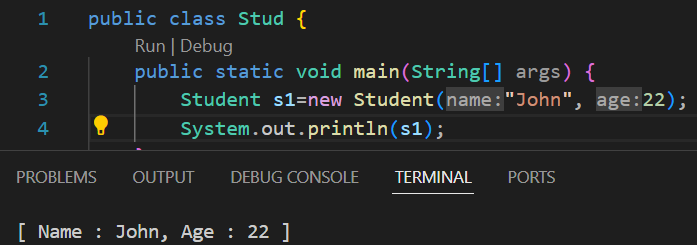 1 public class Stud {
Run | Debug
2 public static void main(String[] args) {
3 Student s1=new Student(name:"John", age:22);
4 System.out.println(s1);
PROBLEMS OUTPUT DEBUG CONSOLE TERMINAL PORTS
[ Name : John, Age : 22 ]